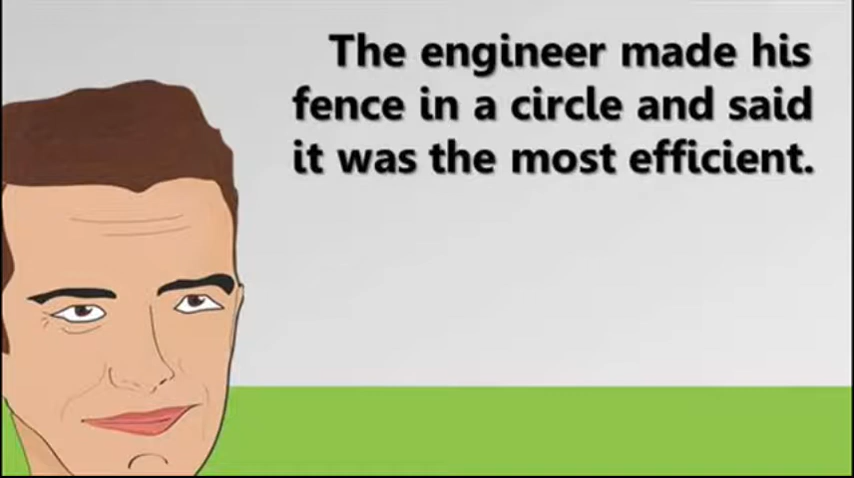 The engineer made his
fence in a circle and said
it was the most efficient.